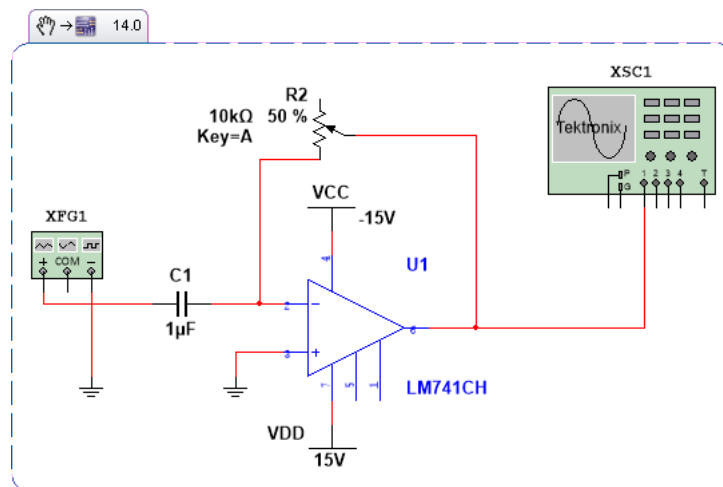 14.0
XSC1
R2
10kΩ 50 %
Key=A
Tektronix
P
G
1 2 3 4 T
VCC
-15V
XFG1
+ COM −
C1
1µF
U1
4
2 −
6
3 +
7 5 1
LM741CH
VDD
15V